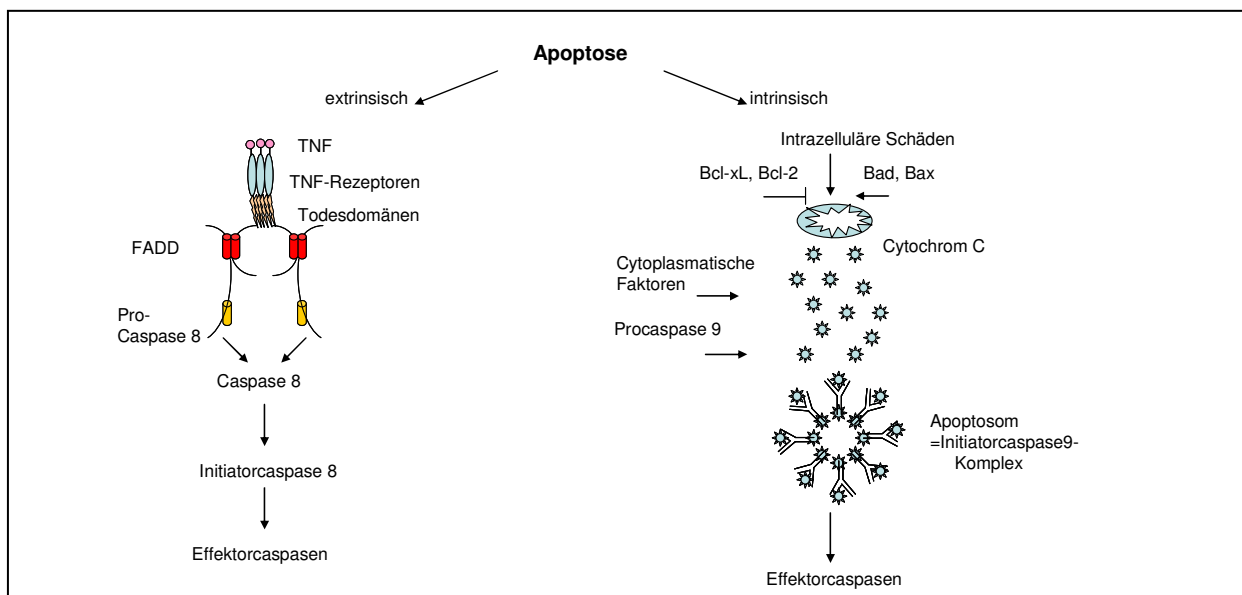 Apoptose
extrinsisch
intrinsisch
TNF
TNF-Rezeptoren
Todesdomänen
FADD
Pro-
Caspase 8
Caspase 8
Initiatorcaspase 8
Effektorcaspasen
Intrazelluläre Schäden
Bcl-xL, Bcl-2
Bad, Bax
Cytochrom C
Cytoplasmatische
Faktoren
Procaspase 9
Apoptosom
=Initiatorcaspase9-
Komplex
Effektorcaspasen